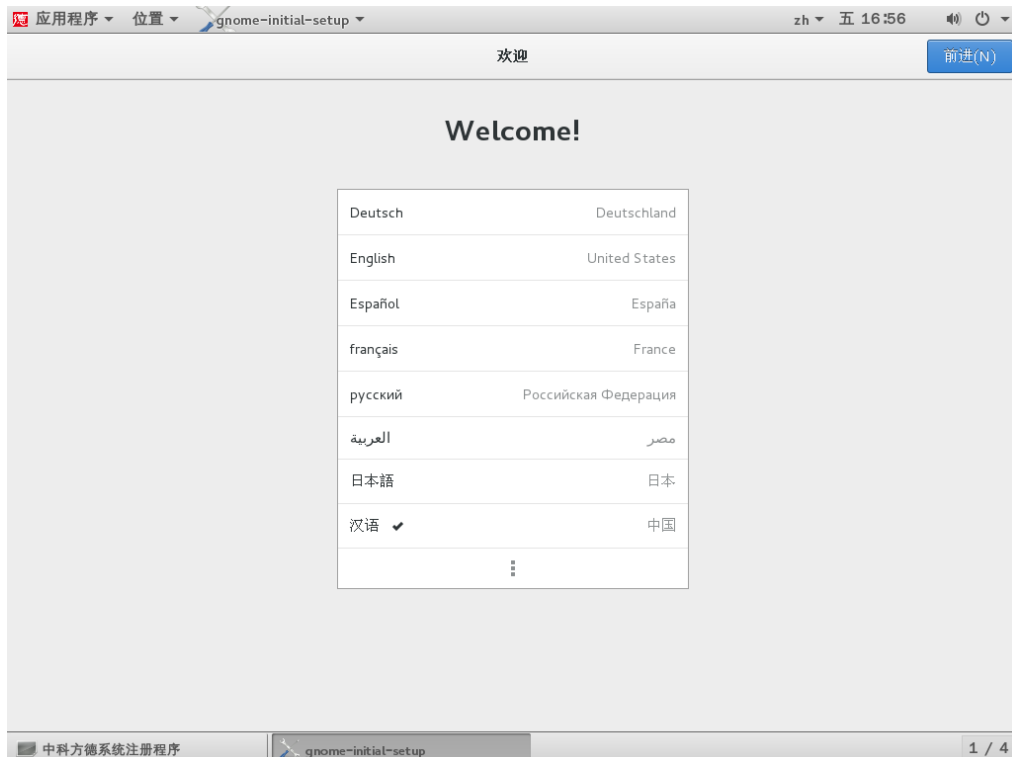 应用程序 位置 gnome-initial-setup zh 五 16:56
欢迎 前进(N)
Welcome!
Deutsch Deutschland
English United States
Español España
français France
русский Российская Федерация
العربية مصر
日本語 日本
汉语 中国
中科方德系统注册程序 gnome-initial-setup 1 / 4